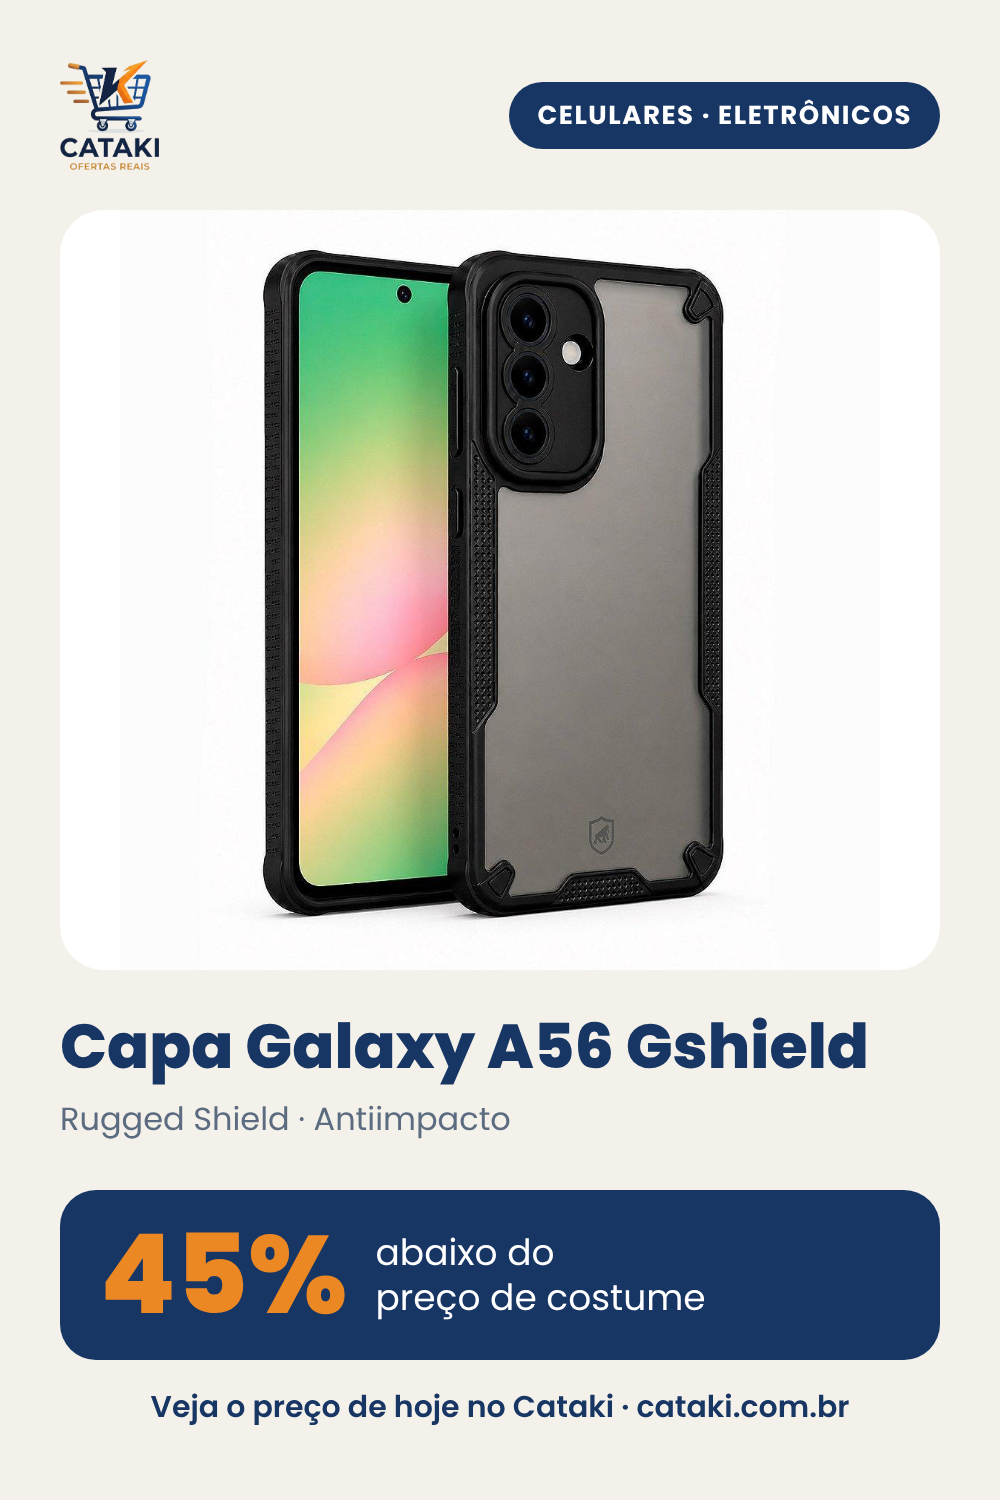 CATAKI
OFERTAS REAIS
CELULARES · ELETRÔNICOS
Capa Galaxy A56 Gshield
Rugged Shield · Antiimpacto
45%
abaixo do
preço de costume
Veja o preço de hoje no Cataki · cataki.com.br